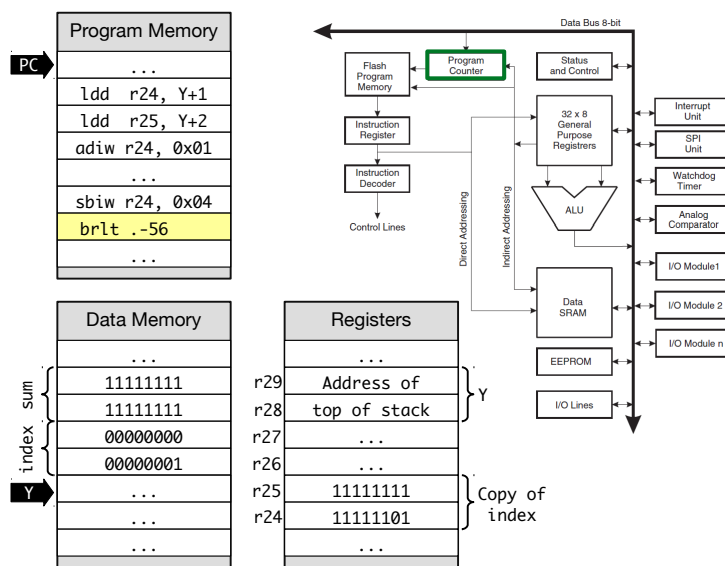 Program Memory
PC
...
ldd r24, Y+1
ldd r25, Y+2
adiw r24, 0x01
...
sbiw r24, 0x04
brlt .-56
...
Data Bus 8-bit
Flash
Program
Memory
Program
Counter
Status
and Control
Instruction
Register
32 x 8
General
Purpose
Registrers
Instruction
Decoder
Control Lines
Direct Addressing
Indirect Addressing
ALU
Data
SRAM
EEPROM
I/O Lines
Interrupt
Unit
SPI
Unit
Watchdog
Timer
Analog
Comparator
I/O Module1
I/O Module 2
I/O Module n
Data Memory
...
sum
11111111
11111111
index
00000000
00000001
Y
...
...
...
Registers
...
r29
Address of
r28
top of stack
Y
r27
...
r26
...
r25
11111111
r24
11111101
Copy of
index
...
...